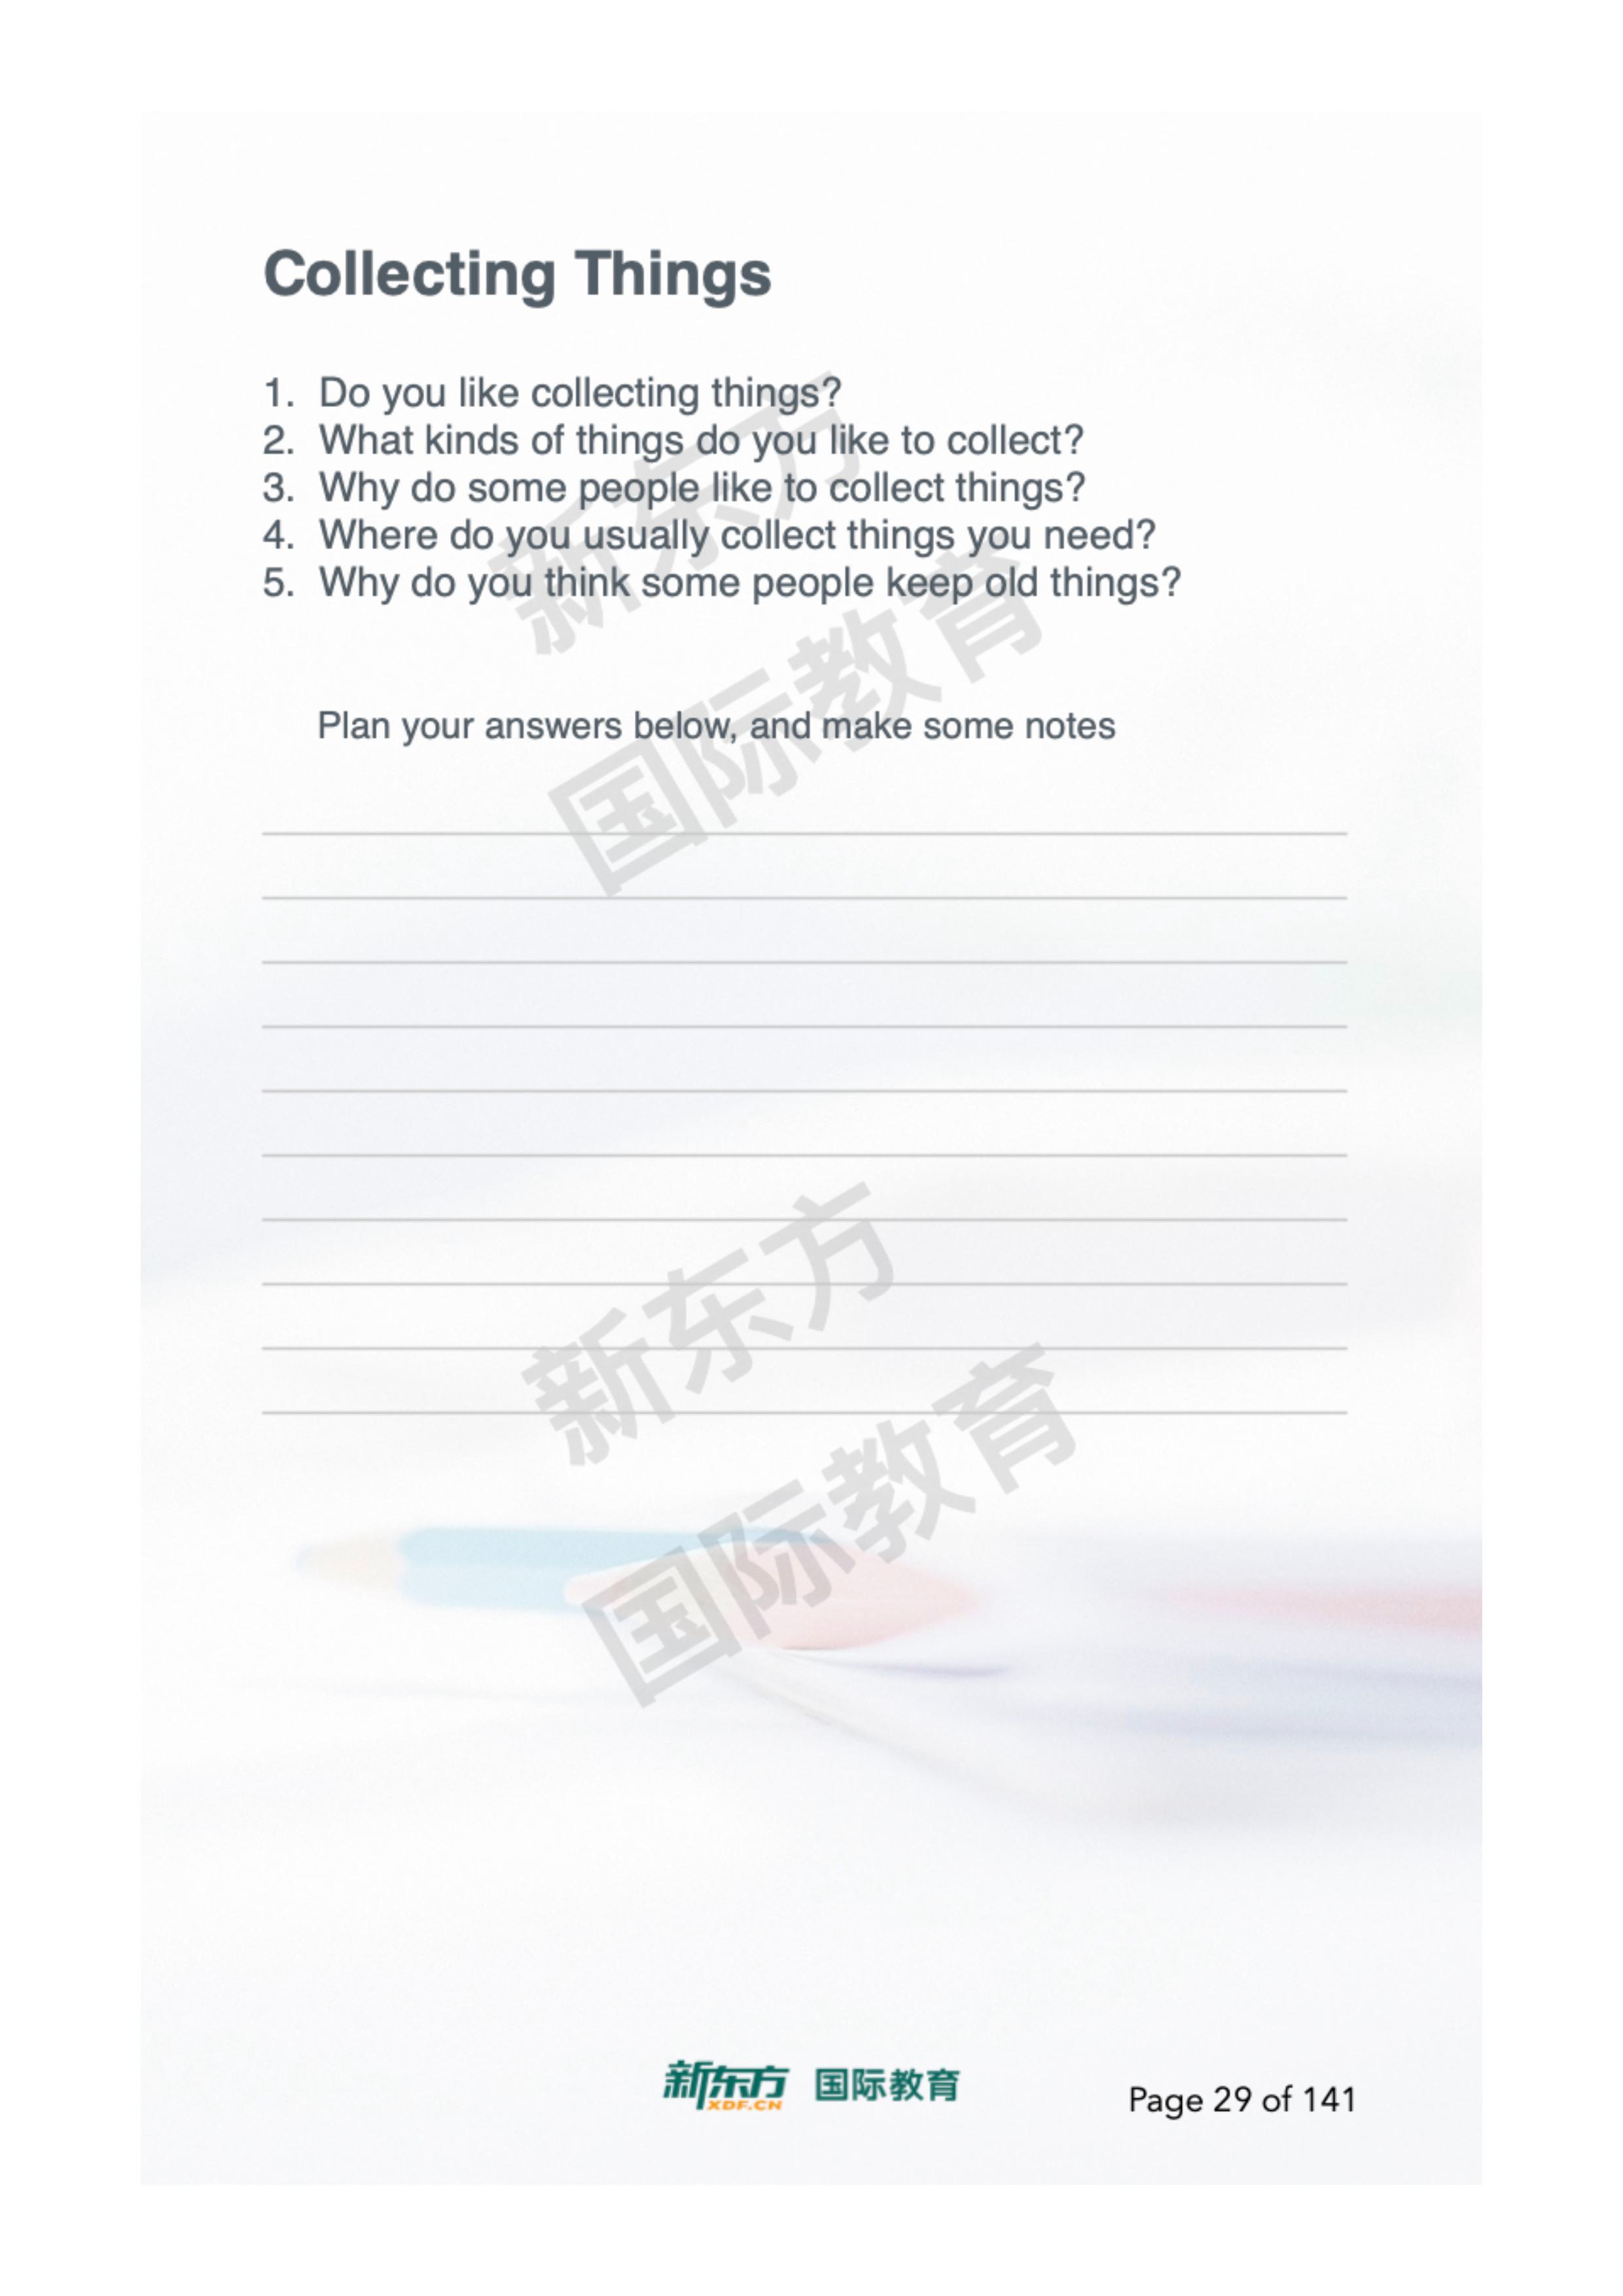 Collecting Things
1. Do you like collecting things?
2. What kinds of things do you like to collect?
3. Why do some people like to collect things?
4. Where do you usually collect things you need?
5. Why do you think some people keep old things?
Plan your answers below, and make some notes
新东方
国际教育
新东方
国际教育
新东方 国际教育
XDF.CN
Page 29 of 141